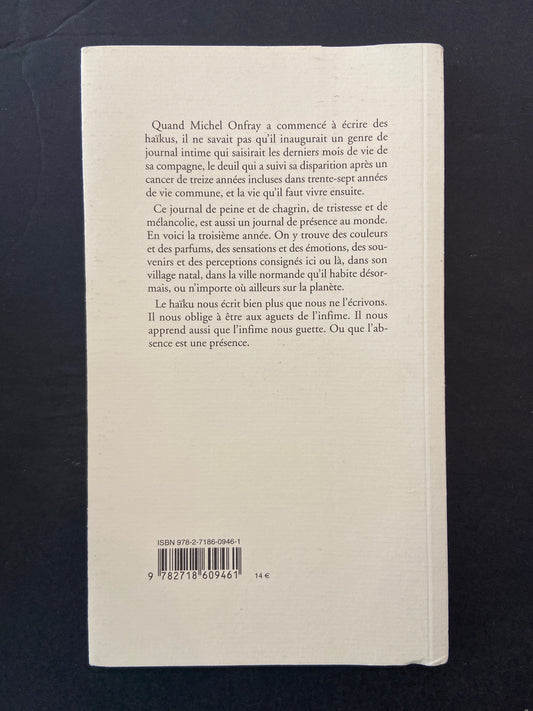 Quand Michel Onfray a commencé à écrire des
haïkus, il ne savait pas qu'il inaugurait un genre de
journal intime qui saisirait les derniers mois de vie de
sa compagne, le deuil qui a suivi sa disparition après un
cancer de treize années incluses dans trente-sept années
de vie commune, et la vie qu'il faut vivre ensuite.
Ce journal de peine et de chagrin, de tristesse et de
mélancolie, est aussi un journal de présence au monde.
En voici la troisième année. On y trouve des couleurs
et des parfums, des sensations et des émotions, des sou-
venirs et des perceptions consignés ici ou là, dans son
village natal, dans la ville normande qu'il habite désor-
mais, ou n'importe où ailleurs sur la planète.
Le haïku nous écrit bien plus que nous ne l'écrivons.
Il nous oblige à être aux aguets de l'infime. Il nous
apprend aussi que l'infime nous guette. Ou que l'ab-
sence est une présence.
ISBN 978-2-7186-0946-1
9 782718 609461
14 €